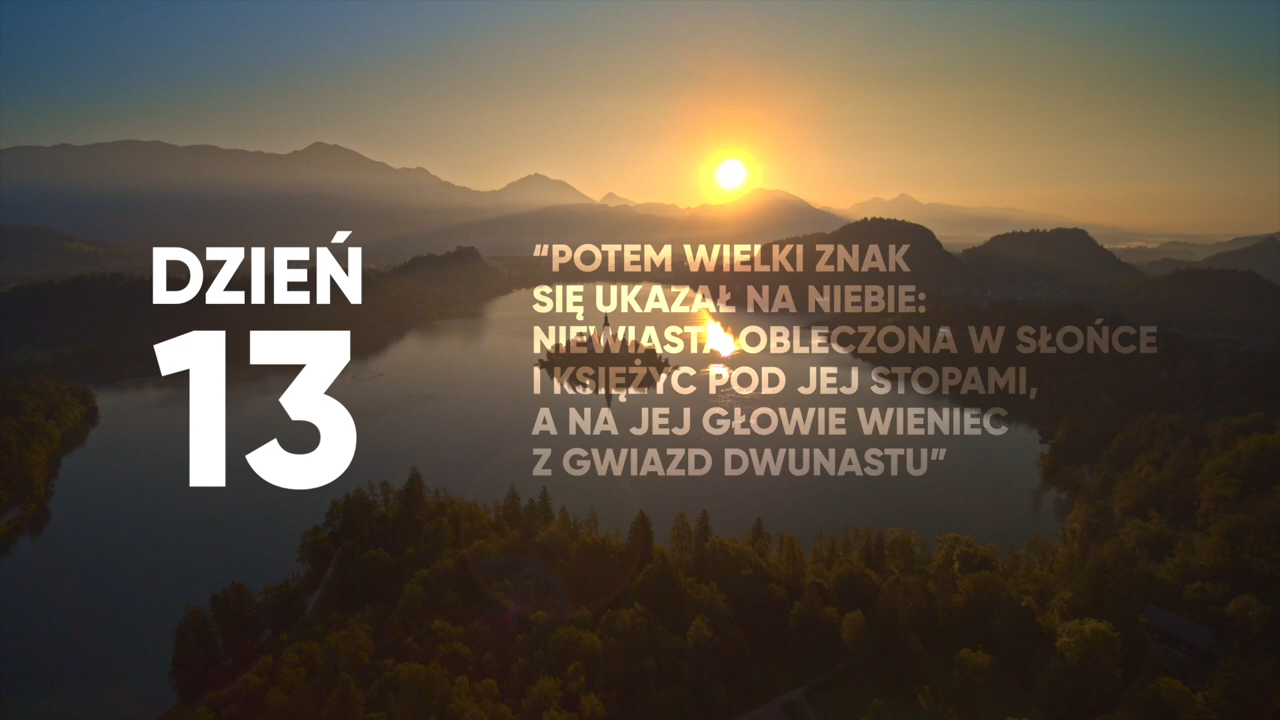 DZIEŃ
13
“POTEM WIELKI ZNAK
SIĘ UKAZAŁ NA NIEBIE:
NIEWIASTA OBLECZONA W SŁOŃCE
I KSIĘŻYC POD JEJ STOPAMI,
A NA JEJ GŁOWIE WIENIEC
Z GWIAZD DWUNASTU”